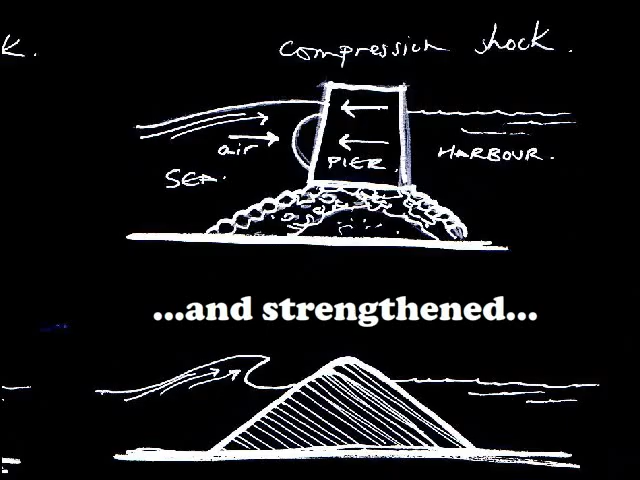 K.
compression shock.
air
PIER.
HARBOUR.
SEA.
...and strengthened...